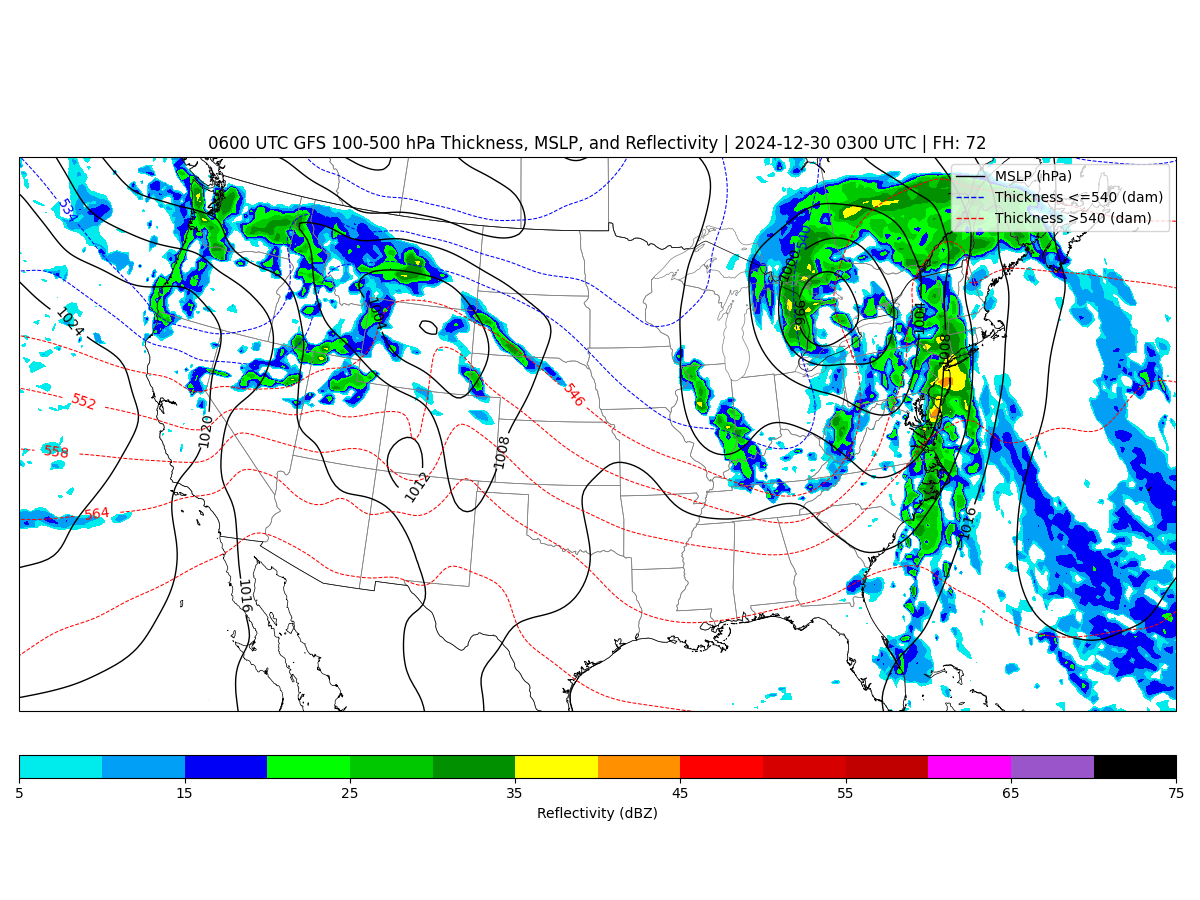 0600 UTC GFS 100-500 hPa Thickness, MSLP, and Reflectivity | 2024-12-30 0300 UTC | FH: 72
MSLP (hPa)
Thickness <=540 (dam)
Thickness >540 (dam)
534
1024
552
558
564
1020
1016
1012
1008
546
996
1016
5 15 25 35 45 55 65 75
Reflectivity (dBZ)